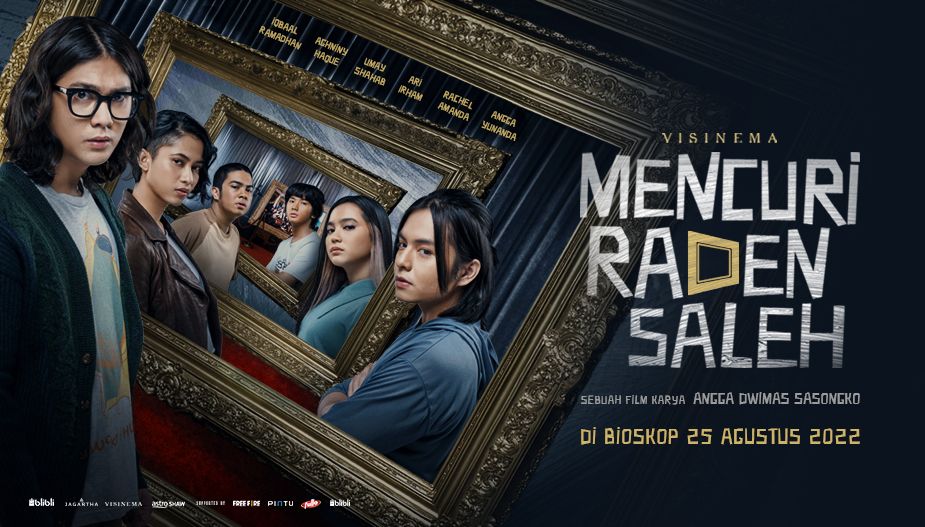 IQBAAL
RAMADHAN
AGHNINY
HAQUE
UMAY
SHAHAB
ARI
IRHAM
RACHEL
AMANDA
ANGGA
YUNANDA
VISINEMA
MENCURI
RADEN
SALEH
SEBUAH FILM KARYA ANGGA DWIMAS SASONGKO
DI BIOSKOP 25 AGUSTUS 2022
blibli JAGARTHA VISINEMA astro SHAW SUPPORTED BY FREE FIRE PINTU blibli